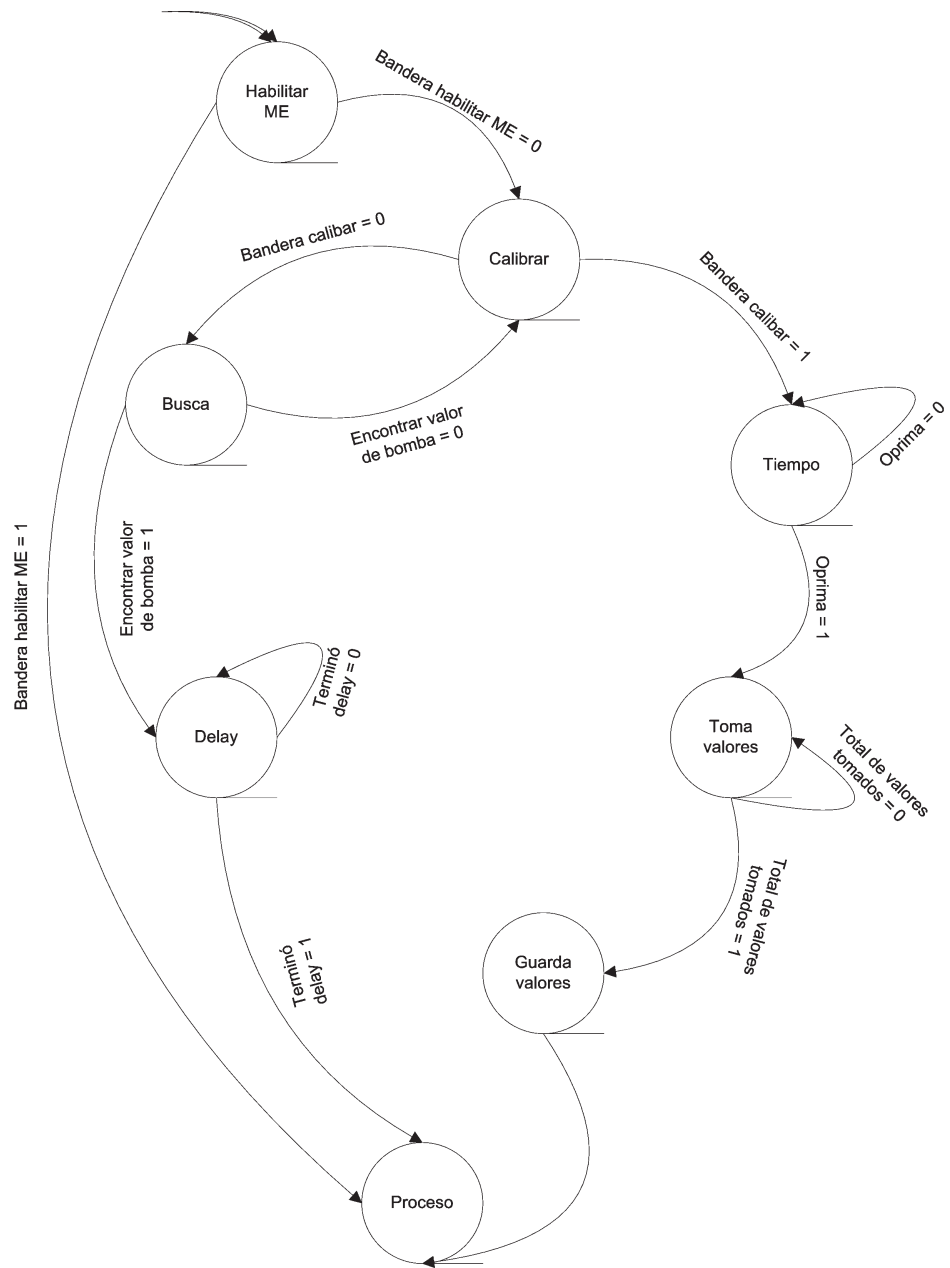 Habilitar
ME
Bandera habilitar ME = 0
Bandera calibar = 0
Calibrar
Bandera calibar = 1
Busca
Encontrar valor
de bomba = 0
Tiempo
Oprima = 0
Bandera habilitar ME = 1
Encontrar valor
de bomba = 1
Oprima = 1
Terminó
delay = 0
Delay
Toma
valores
Total de valores
tomados = 0
Total de valores
tomados = 1
Terminó
delay = 1
Guarda
valores
Proceso